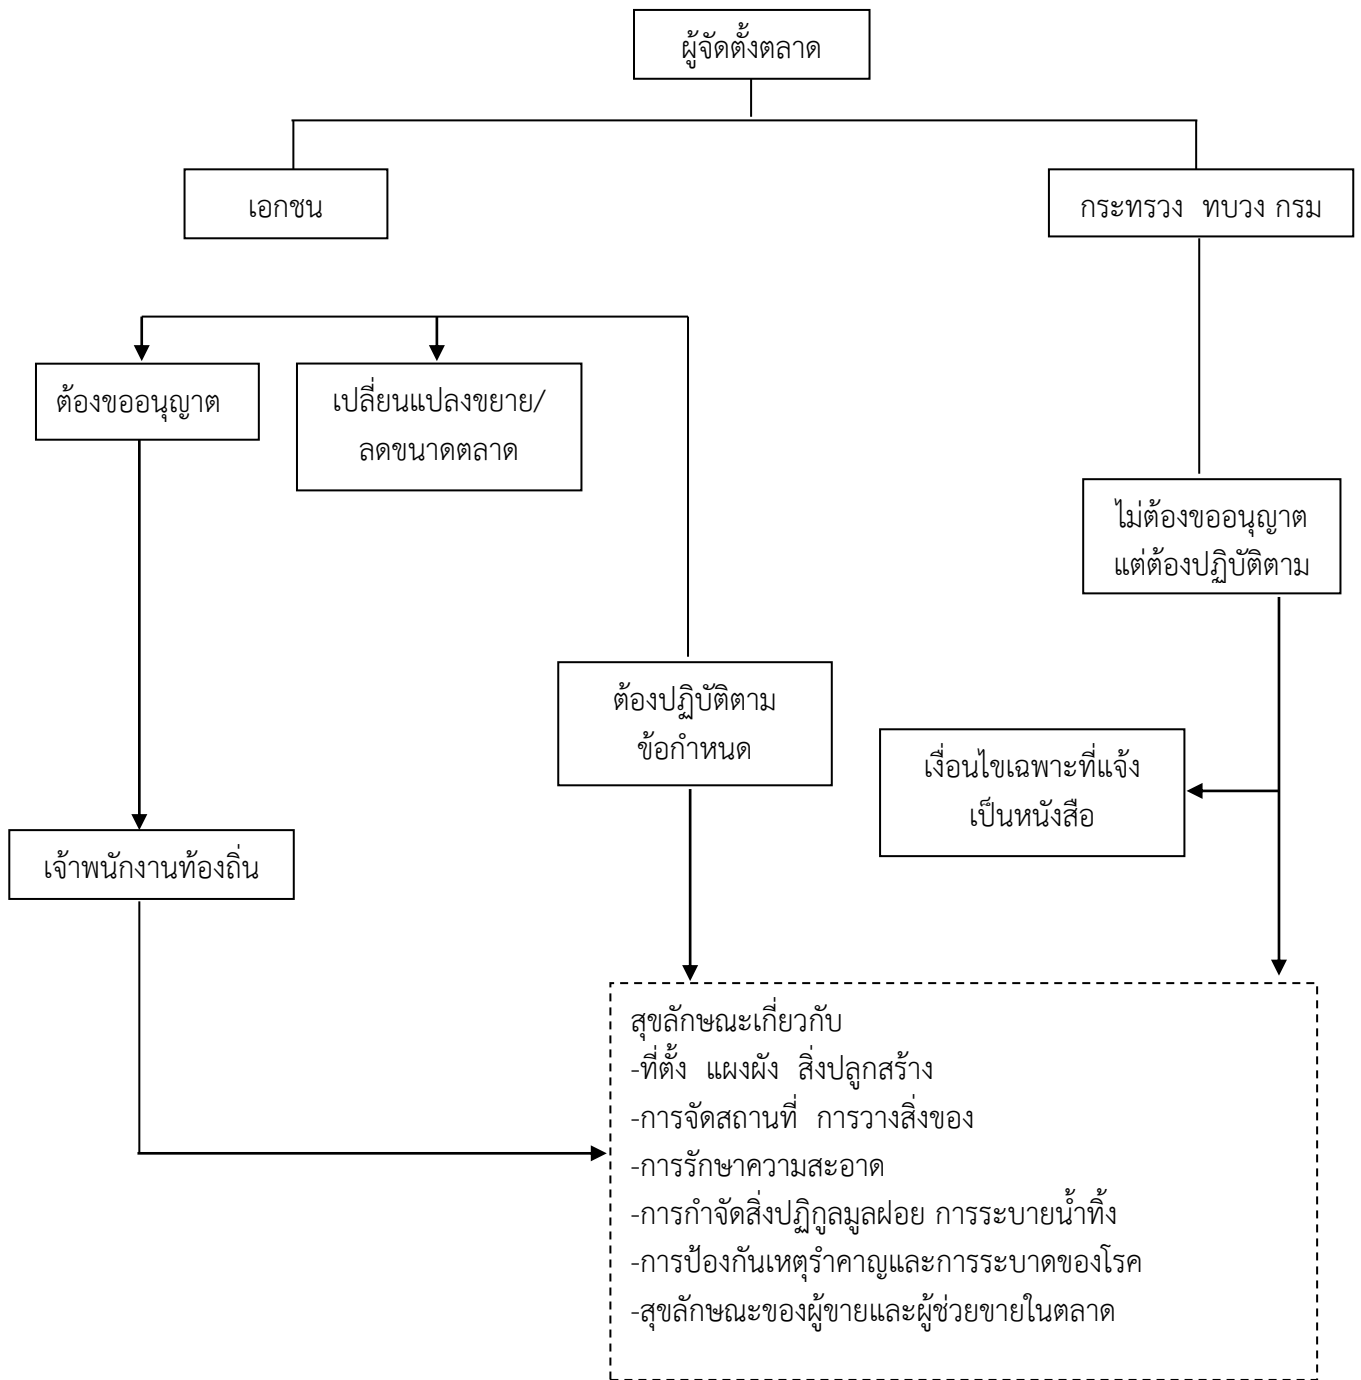 ผู้จัดตั้งตลาด
เอกชน
กระทรวง ทบวง กรม
ต้องขออนุญาต
เปลี่ยนแปลงขยาย/
ลดขนาดตลาด
ไม่ต้องขออนุญาต
แต่ต้องปฏิบัติตาม
ต้องปฏิบัติตาม
ข้อกำหนด
เงื่อนไขเฉพาะที่แจ้ง
เป็นหนังสือ
เจ้าพนักงานท้องถิ่น
สุขลักษณะเกี่ยวกับ
-ที่ตั้ง แผงผัง สิ่งปลูกสร้าง
-การจัดสถานที่ การวางสิ่งของ
-การรักษาความสะอาด
-การกำจัดสิ่งปฏิกูลมูลฝอย การระบายน้ำทิ้ง
-การป้องกันเหตุรำคาญและการระบาดของโรค
-สุขลักษณะของผู้ขายและผู้ช่วยขายในตลาด